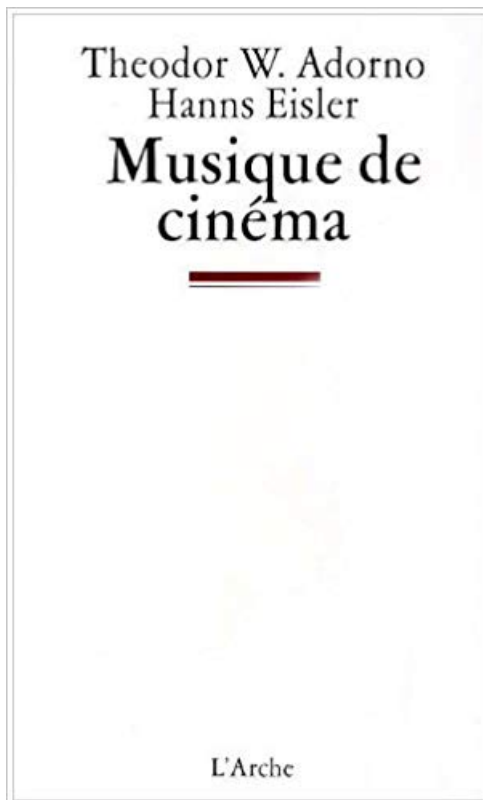 Theodor W. Adorno
Hanns Eisler
Musique de
cinéma
L'Arche